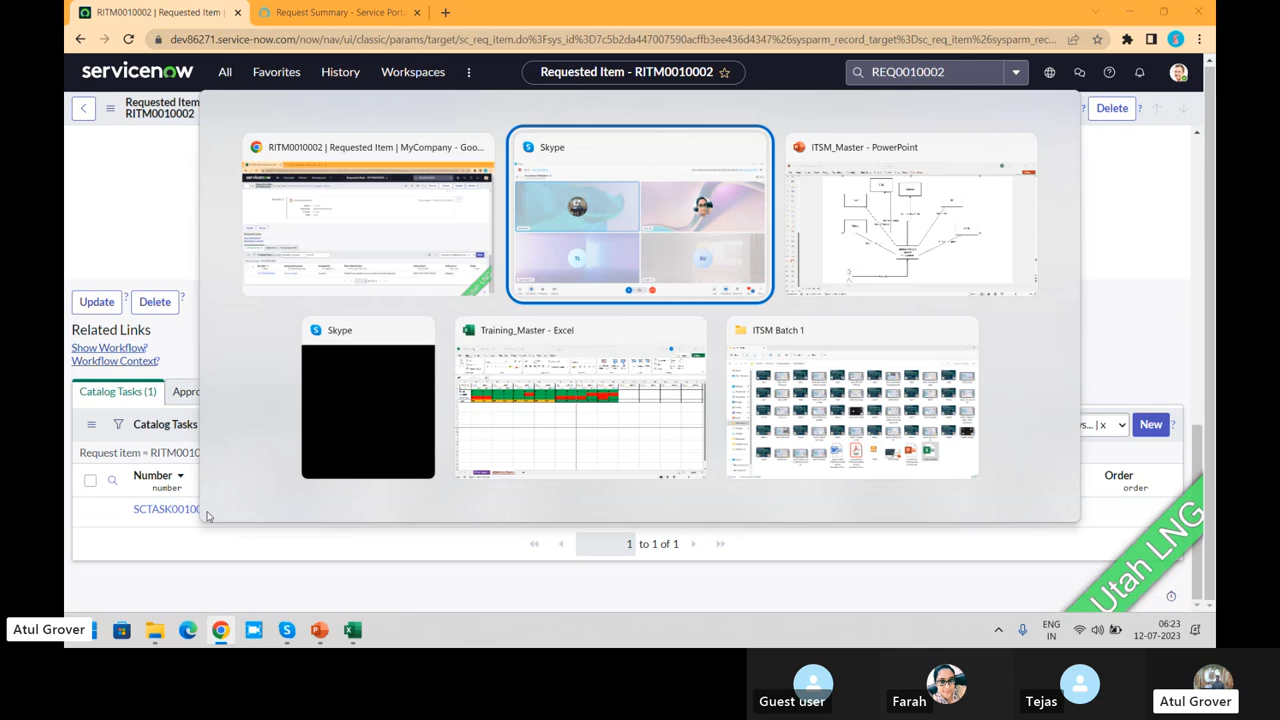 RITM0010002 | Requested Item |
Request Summary - Service Port
dev86271.service-now.com/now/nav/ui/classic/params/target/sc_req_item.do%3Fsys_id%3D7c5b2da447007590acffb3ee436d4347%26sysparm_record_target%3Dsc_req_item%26sysparm_rec...
servicenow
All
Favorites
History
Workspaces
Requested Item - RITM0010002
REQ0010002
Requested Item
RITM0010002
? Delete ?
RITM0010002 | Requested Item | MyCompany - Goo...
Skype
ITSM_Master - PowerPoint
Skype
Training_Master - Excel
ITSM Batch 1
Update ? Delete ?
Related Links
Show Workflow?
Workflow Context?
Catalog Tasks (1)
Appro
Catalog Tasks
ys... | x
New ?
Request item = RITM0010
Number
number
Order
order
SCTASK00100
1 to 1 of 1
Utah LNG
Atul Grover
ENG
IN
06:23
12-07-2023
Guest user
Farah
Tejas
Atul Grover